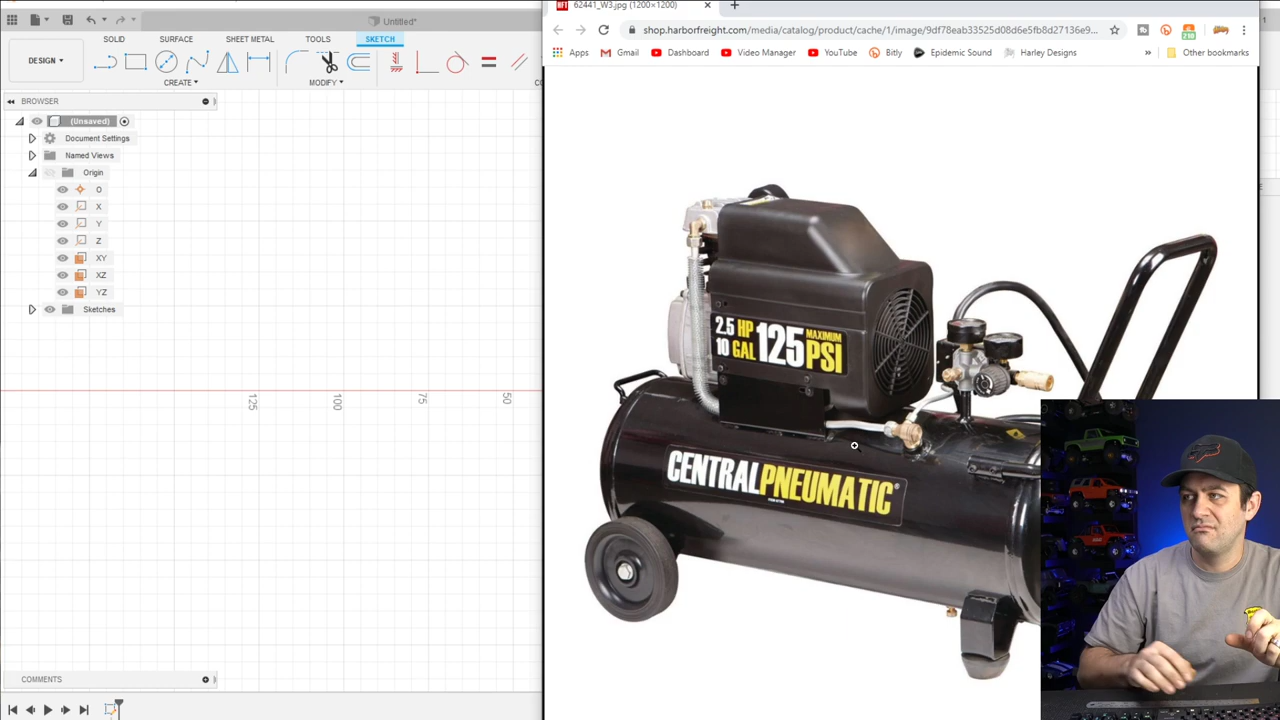 62441_W3.jpg (1200×1200)
Untitled*
shop.harborfreight.com/media/catalog/product/cache/1/image/9df78eab33525d08d6e5fb8d27136e9...
Apps
Gmail
Dashboard
Video Manager
YouTube
Bitly
Epidemic Sound
Harley Designs
Other bookmarks
SOLID
SURFACE
SHEET METAL
TOOLS
SKETCH
DESIGN
CREATE
MODIFY
BROWSER
(Unsaved)
Document Settings
Named Views
Origin
O
X
Y
Z
XY
XZ
YZ
Sketches
125
100
75
50
COMMENTS
2.5 HP
10 GAL
125
MAXIMUM
PSI
CENTRALPNEUMATIC®